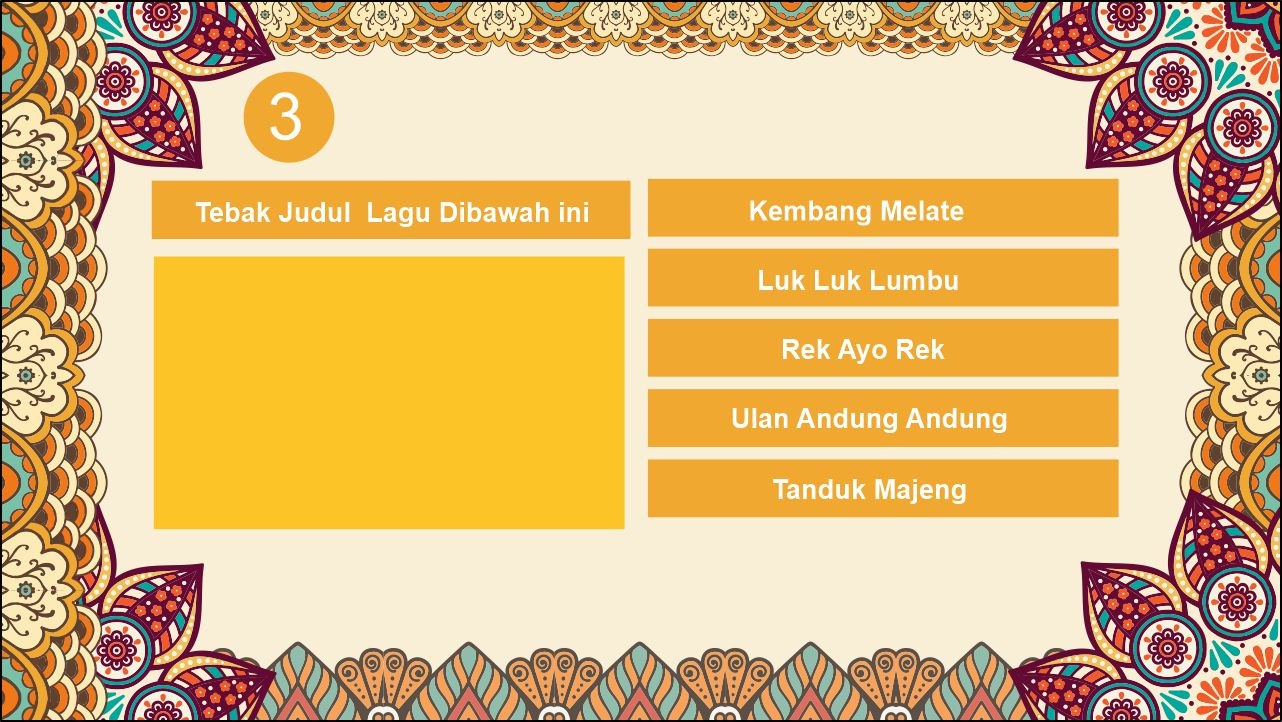 3
Tebak Judul  Lagu Dibawah ini
Kembang Melate
Luk Luk Lumbu
Rek Ayo Rek
Ulan Andung Andung
Tanduk Majeng